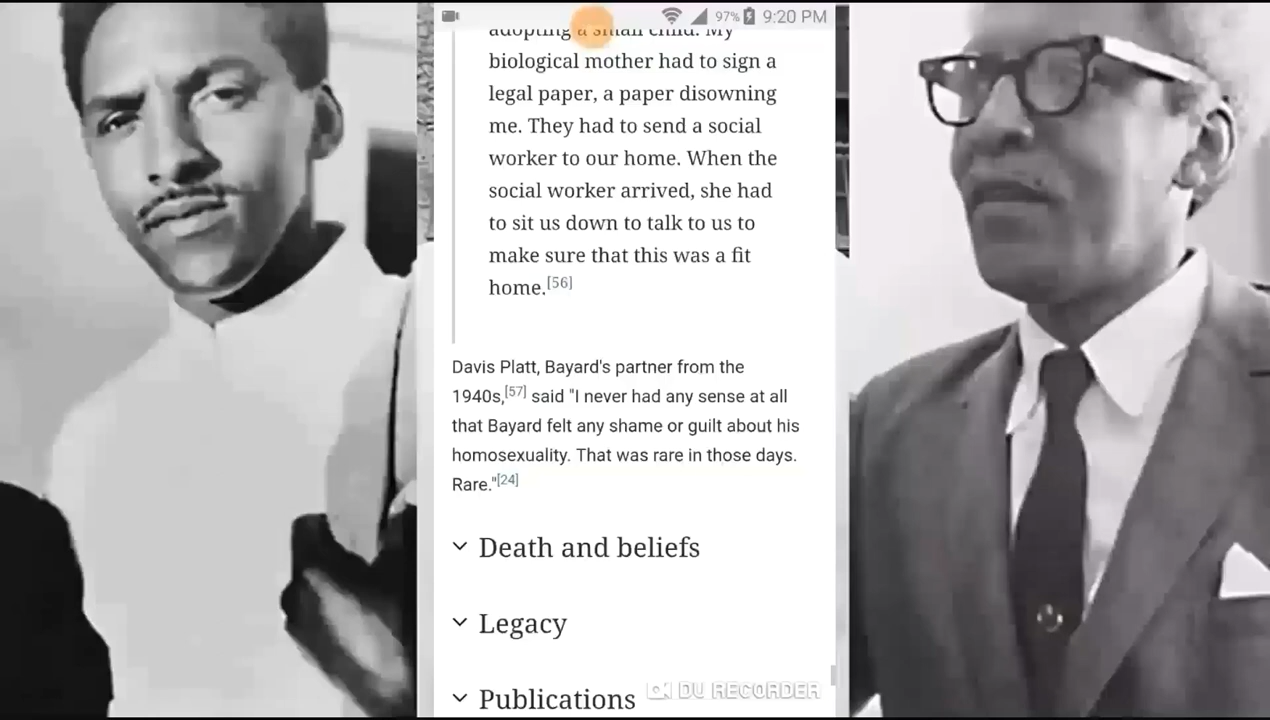 97% 9:20 PM
adopting a small child. My
biological mother had to sign a
legal paper, a paper disowning
me. They had to send a social
worker to our home. When the
social worker arrived, she had
to sit us down to talk to us to
make sure that this was a fit
home.[56]
Davis Platt, Bayard's partner from the
1940s,[57] said "I never had any sense at all
that Bayard felt any shame or guilt about his
homosexuality. That was rare in those days.
Rare."[24]
Death and beliefs
Legacy
Publications
DU RECORDER